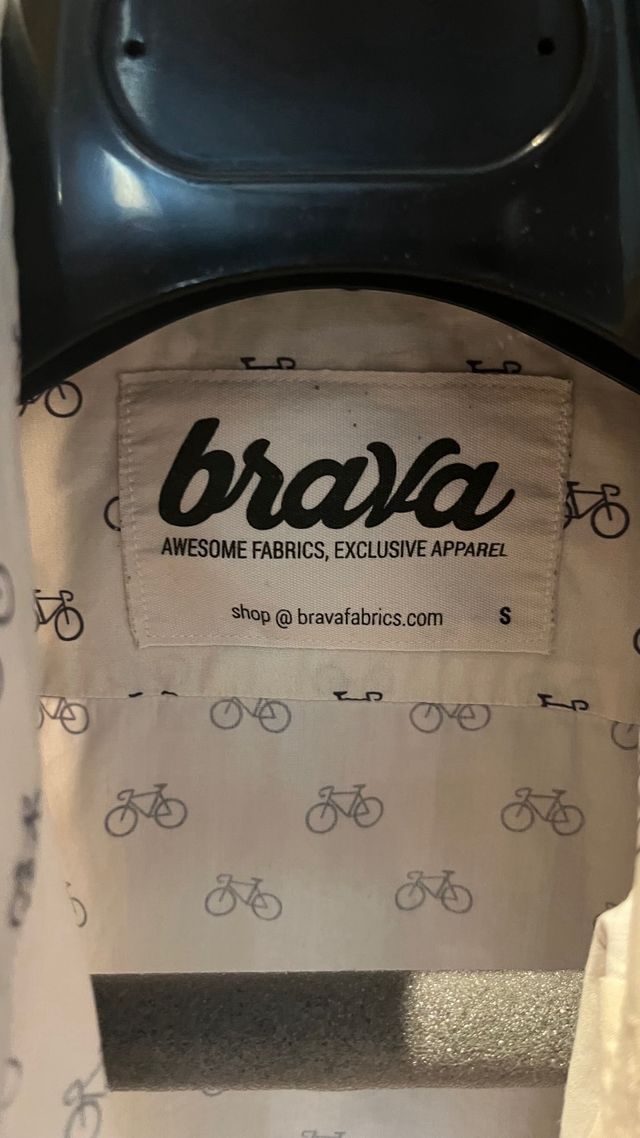 brava
AWESOME FABRICS, EXCLUSIVE APPAREL
shop @ bravafabrics.com S